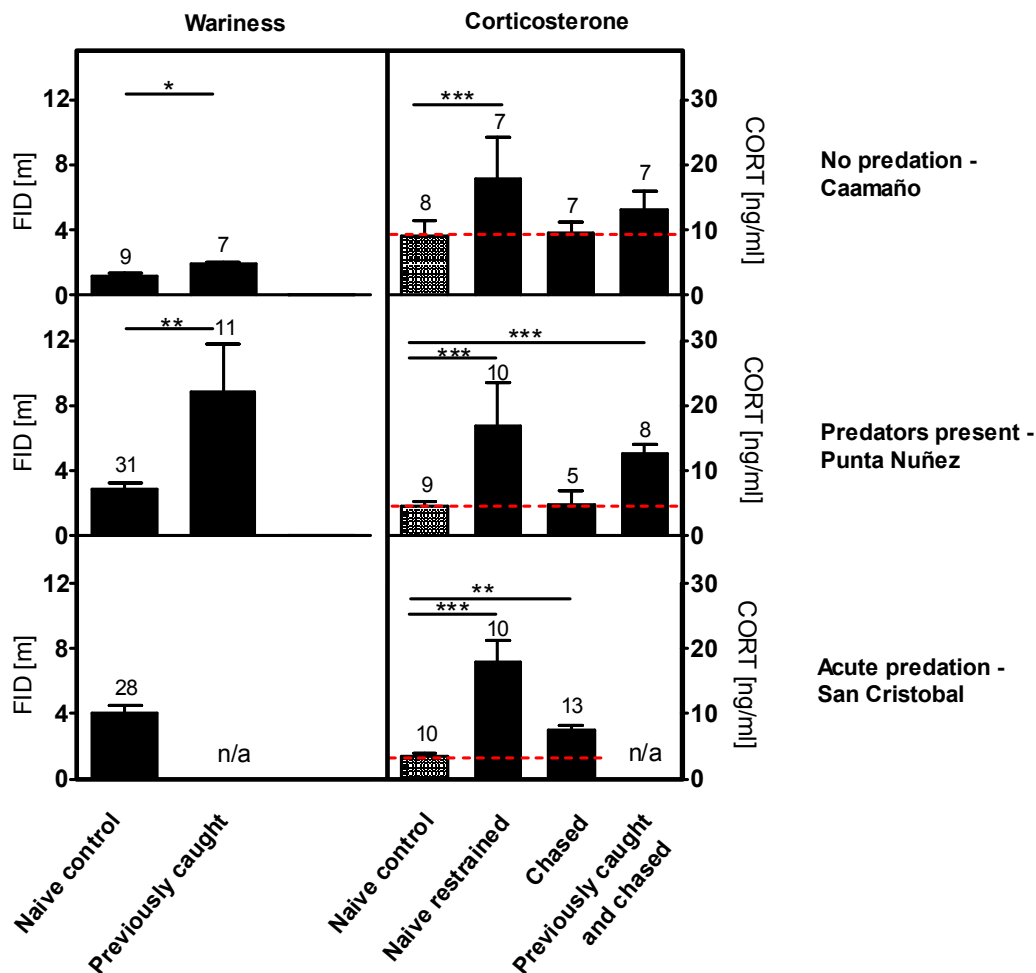 Wariness
Corticosterone
FID [m]
12
8
4
0
*
9
7
***
8
7
7
7
30
20
10
0
CORT [ng/ml]
No predation -
Caamaño
FID [m]
12
8
4
0
**
31
11
***
***
9
10
5
8
30
20
10
0
CORT [ng/ml]
Predators present -
Punta Nuñez
FID [m]
12
8
4
0
28
n/a
**
***
10
10
13
n/a
30
20
10
0
CORT [ng/ml]
Acute predation -
San Cristobal
Naive control
Previously caught
Naive control
Naive restrained
Chased
Previously caught
and chased